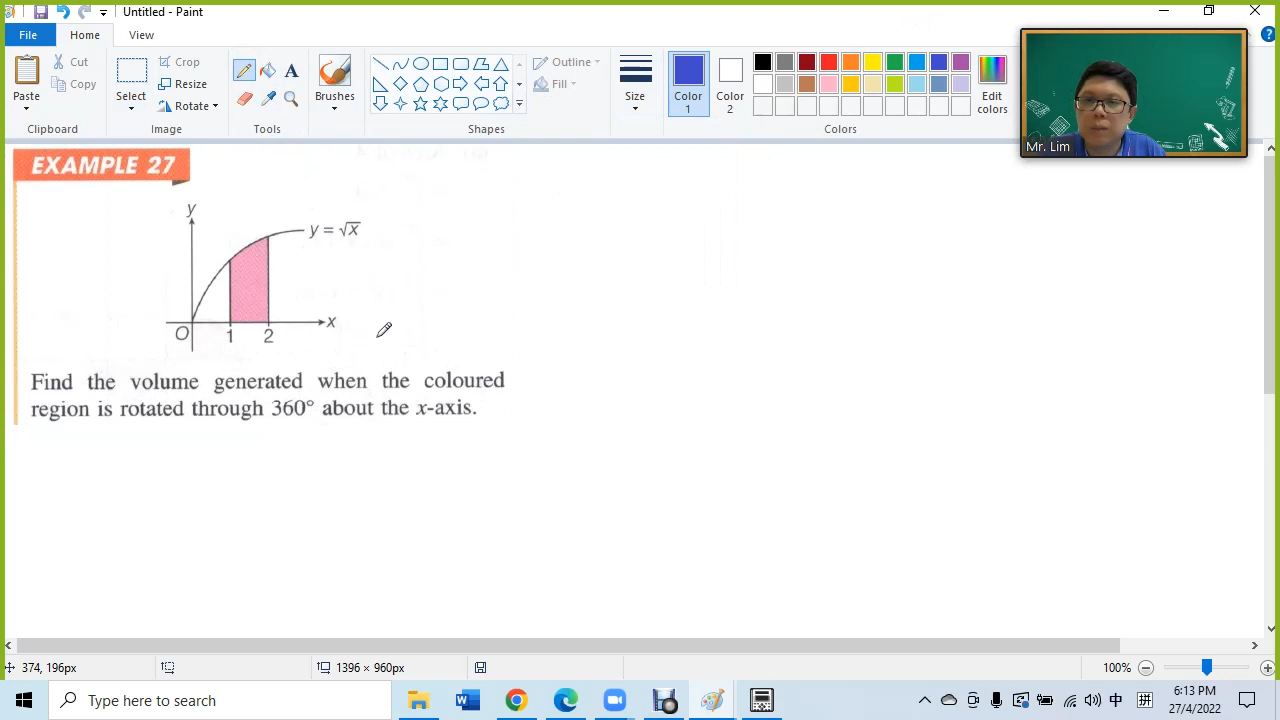 Untitled - Paint
File
Home
View
Paste
Cut
Copy
Clipboard
Select
Crop
Resize
Rotate
Image
A
Tools
Brushes
Shapes
Outline
Fill
Size
Color 1
Color 2
Edit colors
Colors
?
Mr. Lim
EXAMPLE 27
y
y = √x
O
1
2
x
Find the volume generated when the coloured
region is rotated through 360° about the x-axis.
374, 196px
1396 × 960px
100%
Type here to search
W
中
拼
6:13 PM
27/4/2022